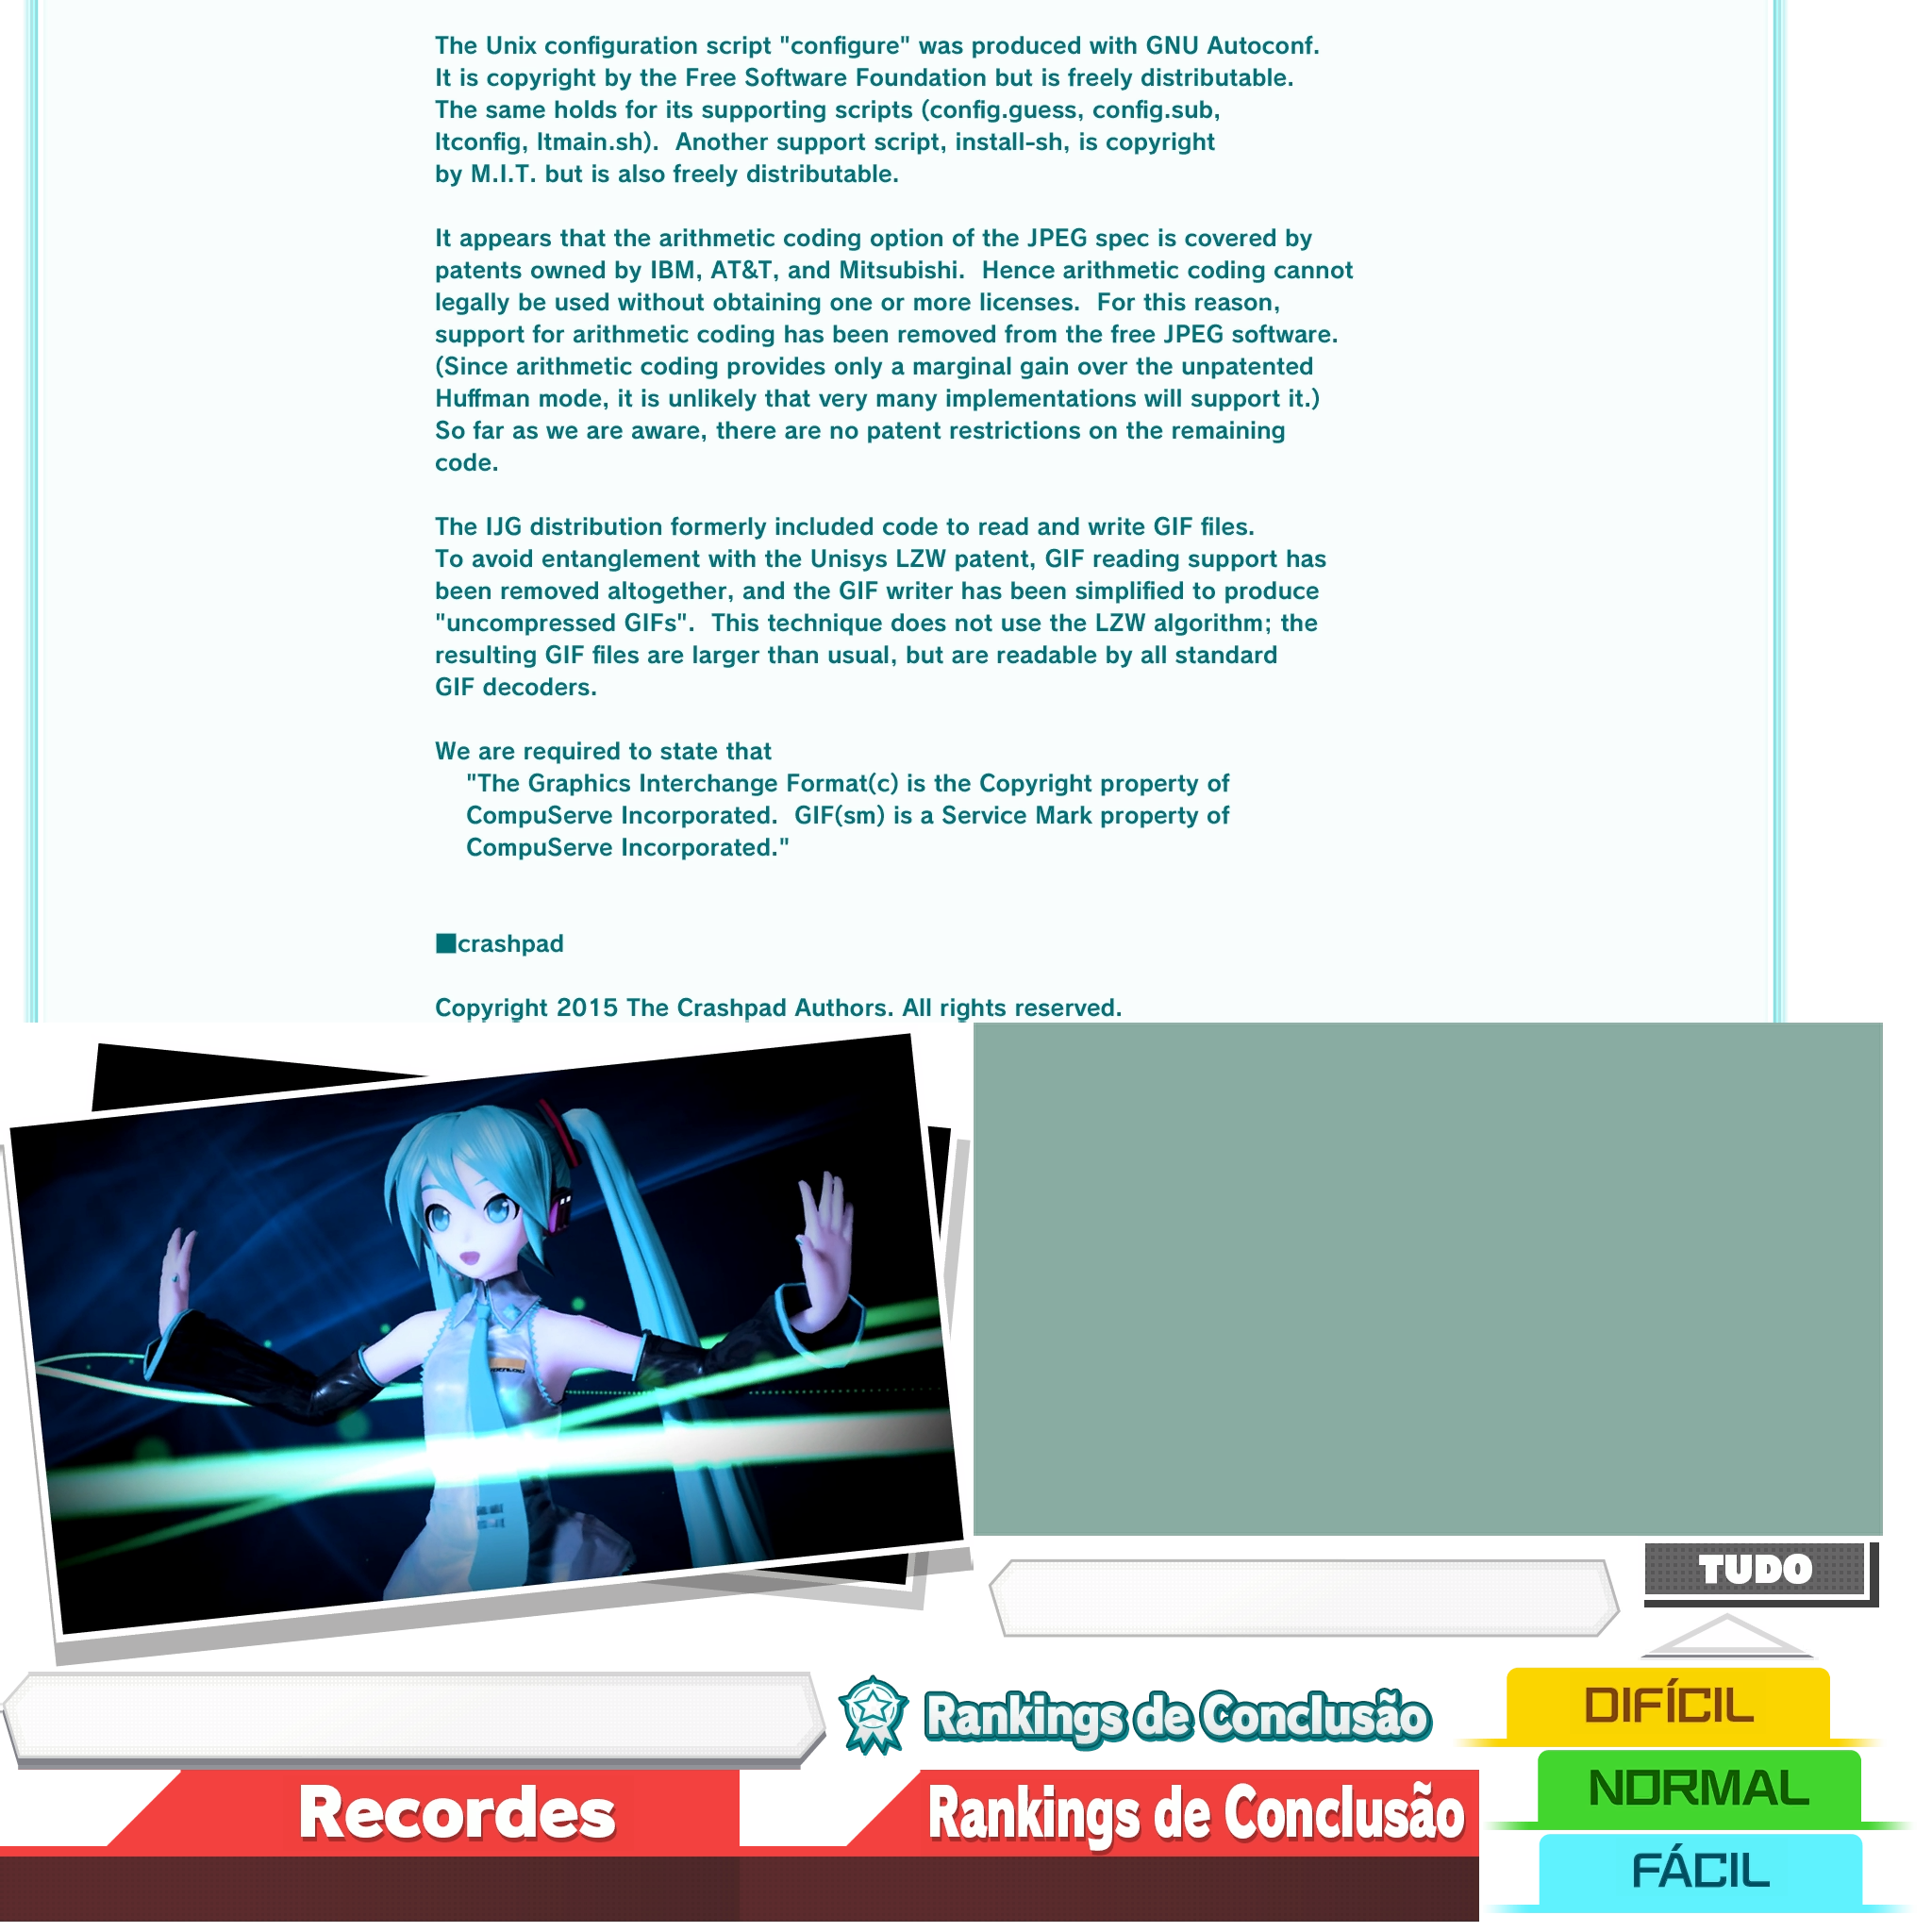 The Unix configuration script "configure" was produced with GNU Autoconf.
It is copyright by the Free Software Foundation but is freely distributable.
The same holds for its supporting scripts (config.guess, config.sub,
ltconfig, ltmain.sh).  Another support script, install-sh, is copyright
by M.I.T. but is also freely distributable.

It appears that the arithmetic coding option of the JPEG spec is covered by
patents owned by IBM, AT&T, and Mitsubishi.  Hence arithmetic coding cannot
legally be used without obtaining one or more licenses.  For this reason,
support for arithmetic coding has been removed from the free JPEG software.
(Since arithmetic coding provides only a marginal gain over the unpatented
Huffman mode, it is unlikely that very many implementations will support it.)
So far as we are aware, there are no patent restrictions on the remaining
code.

The IJG distribution formerly included code to read and write GIF files.
To avoid entanglement with the Unisys LZW patent, GIF reading support has
been removed altogether, and the GIF writer has been simplified to produce
"uncompressed GIFs".  This technique does not use the LZW algorithm; the
resulting GIF files are larger than usual, but are readable by all standard
GIF decoders.

We are required to state that
"The Graphics Interchange Format(c) is the Copyright property of
CompuServe Incorporated.  GIF(sm) is a Service Mark property of
CompuServe Incorporated."

■crashpad

Copyright 2015 The Crashpad Authors. All rights reserved.
TUDO
Rankings de Conclusão
DIFÍCIL
NORMAL
FÁCIL
Recordes
Rankings de Conclusão